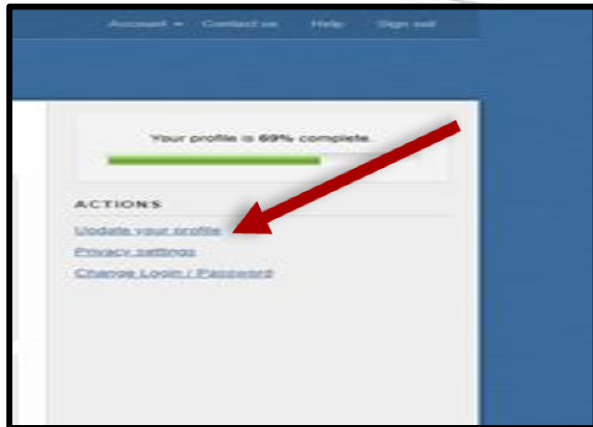 Account Contact us Help Sign out
Your profile is 69% complete.
ACTIONS
Update your profile
Privacy settings
Change Login / Password